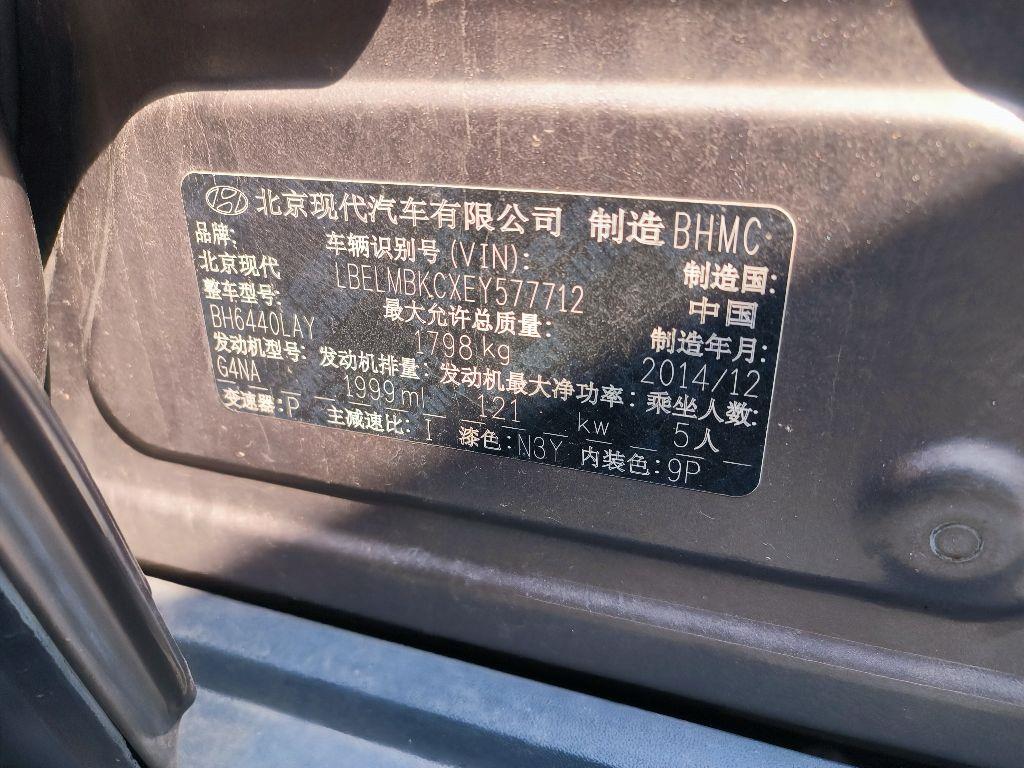 北京现代汽车有限公司 制造 BHMC
品牌: 车辆识别号 (VIN): 制造国:
北京现代 LBELMBKCXEY577712 中国
整车型号: 最大允许总质量: 制造年月:
BH6440LAY 1798 kg 2014/12
发动机型号: 发动机排量: 发动机最大净功率: 乘坐人数:
G4NA 1999 ml 121 kw 5人
变速器:P 主减速比: I 漆色:N3Y 内装色:9P